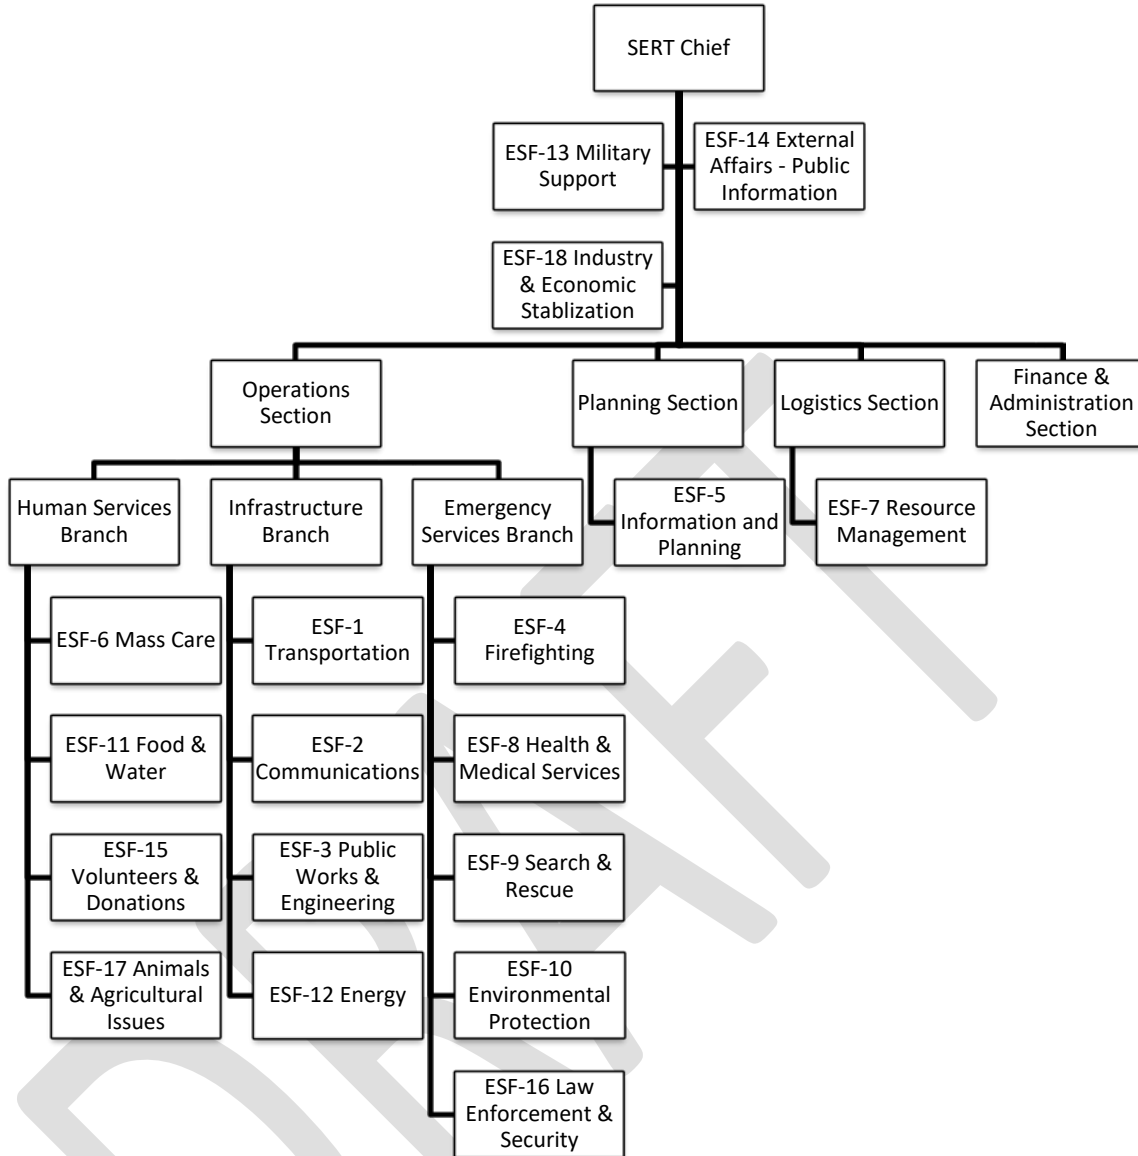 SERT Chief
ESF-13 Military
Support
ESF-14 External
Affairs - Public
Information
ESF-18 Industry
& Economic
Stablization
Operations
Section
Planning Section
Logistics Section
Finance &
Administration
Section
Human Services
Branch
Infrastructure
Branch
Emergency
Services Branch
ESF-5
Information and
Planning
ESF-7 Resource
Management
ESF-6 Mass Care
ESF-1
Transportation
ESF-4
Firefighting
ESF-11 Food &
Water
ESF-2
Communications
ESF-8 Health &
Medical Services
ESF-15
Volunteers &
Donations
ESF-3 Public
Works &
Engineering
ESF-9 Search &
Rescue
ESF-17 Animals
& Agricultural
Issues
ESF-12 Energy
ESF-10
Environmental
Protection
ESF-16 Law
Enforcement &
Security
DRAFT